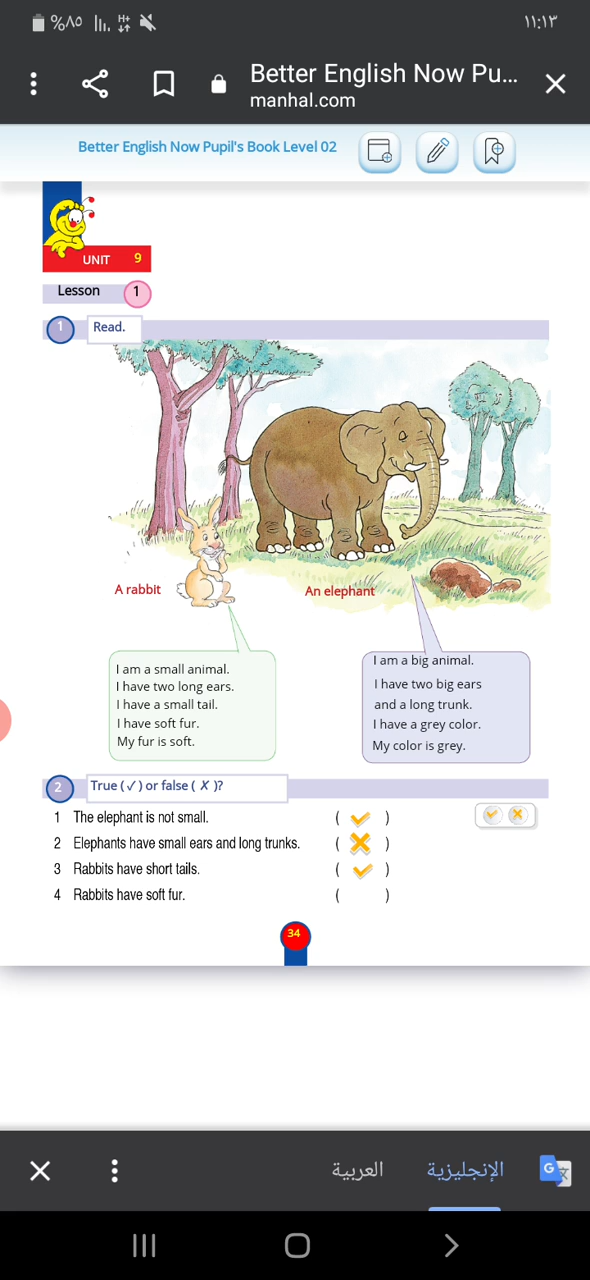 %٨٥ H+ ١١:١٣
Better English Now Pu...
manhal.com
Better English Now Pupil's Book Level 02
UNIT 9
Lesson 1
1 Read.
A rabbit
An elephant
I am a small animal.
I have two long ears.
I have a small tail.
I have soft fur.
My fur is soft.
I am a big animal.
I have two big ears
and a long trunk.
I have a grey color.
My color is grey.
2 True (✓) or false ( ✗ )?
1 The elephant is not small. ( ✓ )
2 Elephants have small ears and long trunks. ( ✗ )
3 Rabbits have short tails. ( ✓ )
4 Rabbits have soft fur. ( )
34
الإنجليزية العربية
G